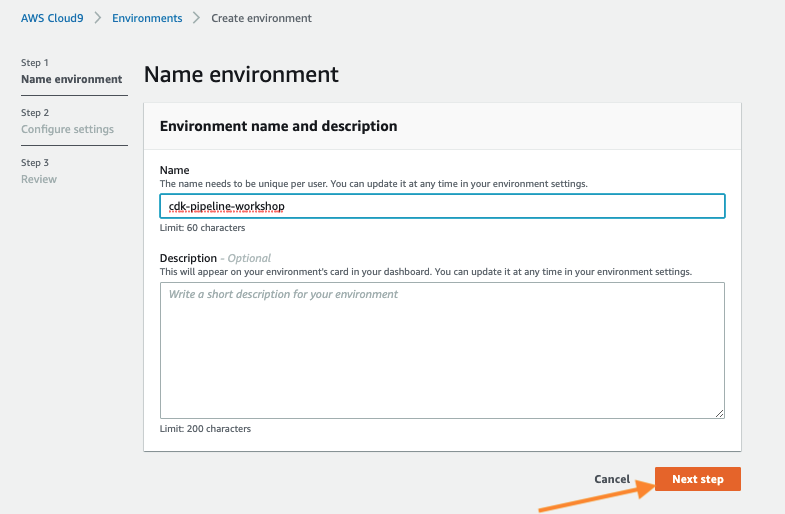 AWS Cloud9 > Environments > Create environment
Step 1
Name environment
Step 2
Configure settings
Step 3
Review
Name environment
Environment name and description
Name
The name needs to be unique per user. You can update it at any time in your environment settings.
cdk-pipeline-workshop
Limit: 60 characters
Description - Optional
This will appear on your environment's card in your dashboard. You can update it at any time in your environment settings.
Write a short description for your environment
Limit: 200 characters
Cancel Next step